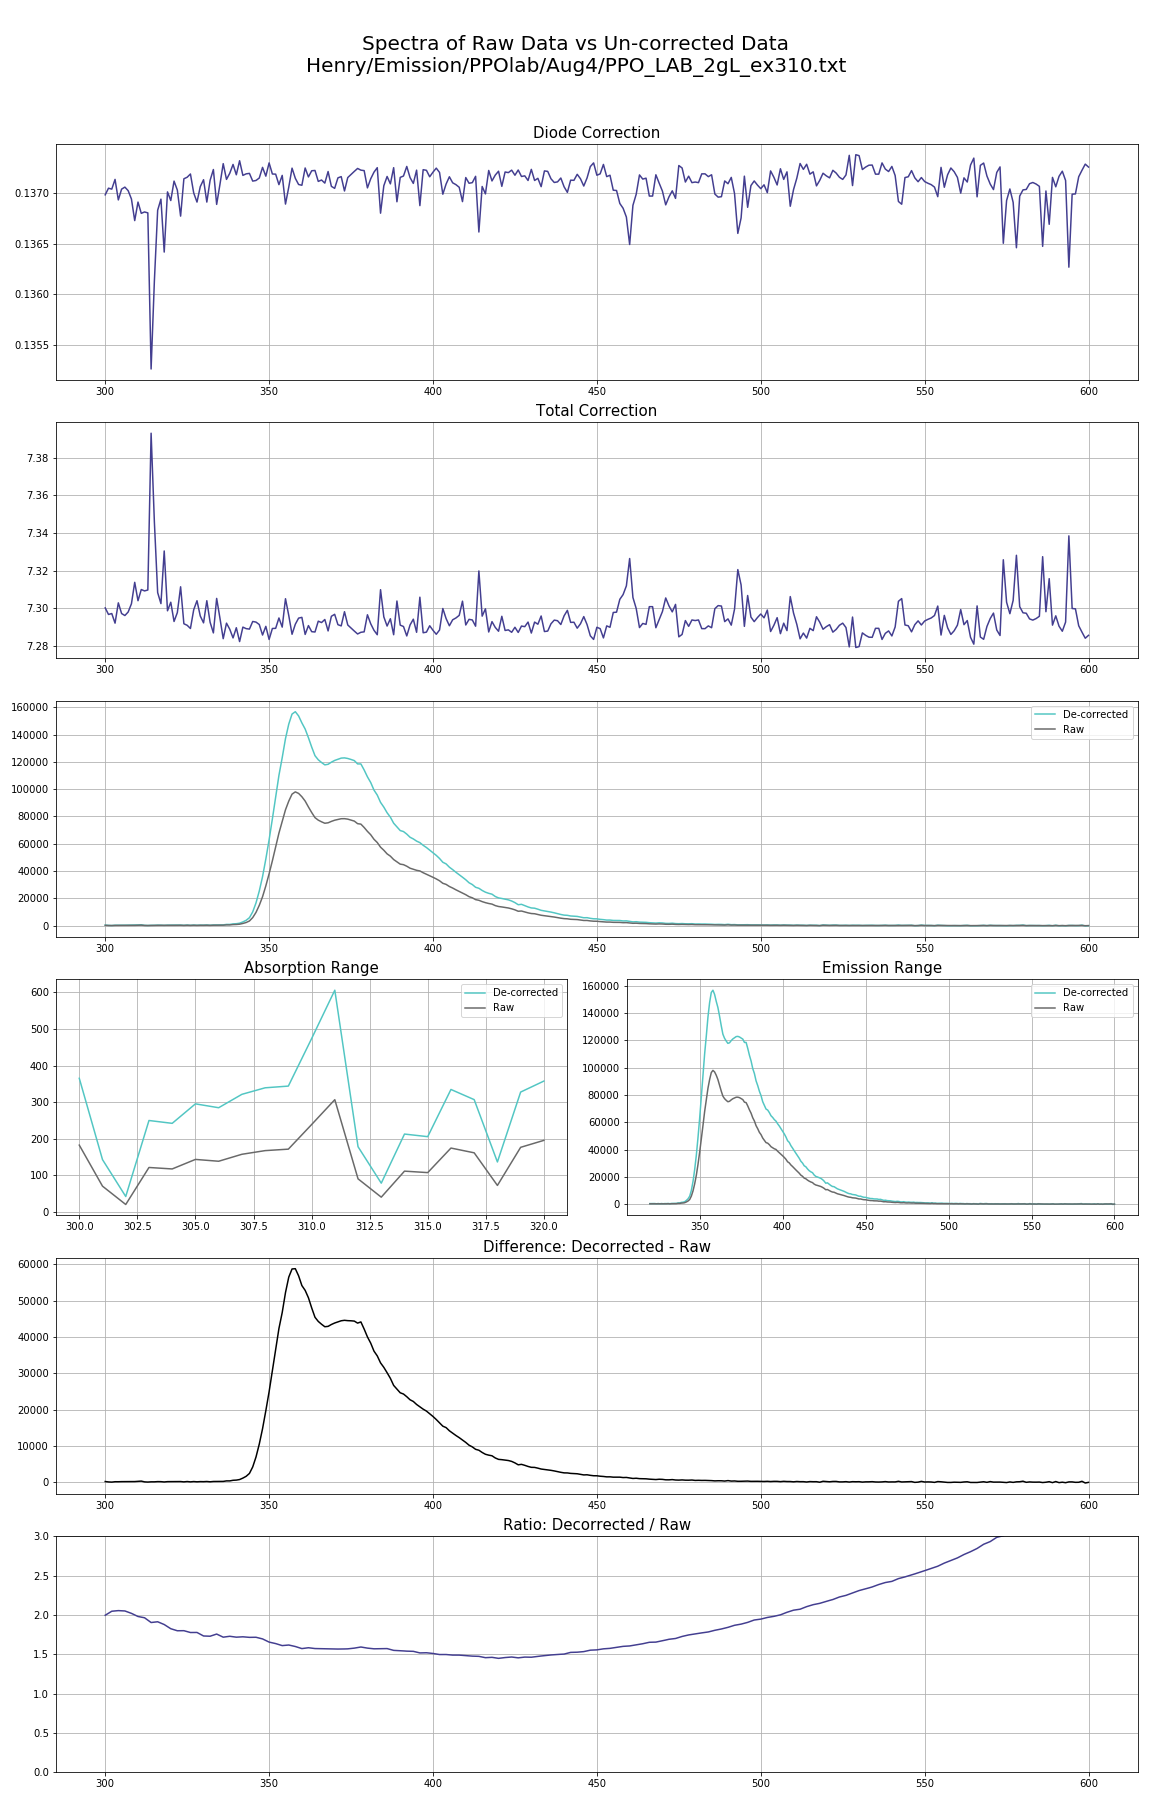 Spectra of Raw Data vs Un-corrected Data
Henry/Emission/PPOlab/Aug4/PPO_LAB_2gL_ex310.txt
Diode Correction
0.1370
0.1365
0.1360
0.1355
300 350 400 450 500 550 600
Total Correction
7.38
7.36
7.34
7.32
7.30
7.28
300 350 400 450 500 550 600
160000
140000
120000
100000
80000
60000
40000
20000
0
De-corrected
Raw
300 350 400 450 500 550 600
Absorption Range
600
500
400
300
200
100
0
De-corrected
Raw
300.0 302.5 305.0 307.5 310.0 312.5 315.0 317.5 320.0
Emission Range
160000
140000
120000
100000
80000
60000
40000
20000
0
De-corrected
Raw
350 400 450 500 550 600
Difference: Decorrected - Raw
60000
50000
40000
30000
20000
10000
0
300 350 400 450 500 550 600
Ratio: Decorrected / Raw
3.0
2.5
2.0
1.5
1.0
0.5
0.0
300 350 400 450 500 550 600